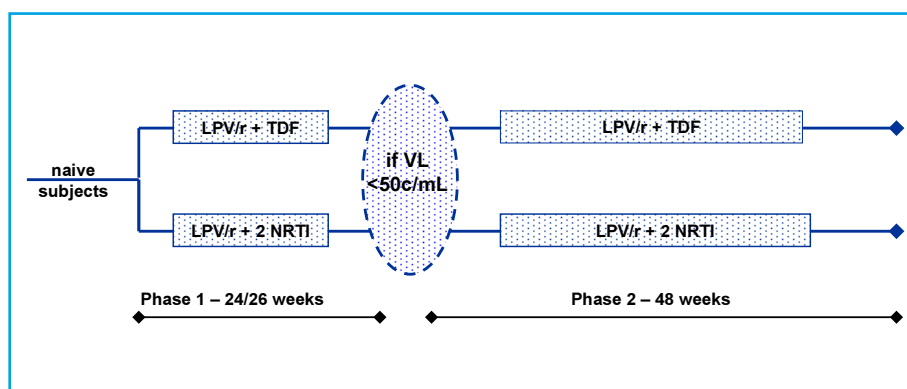 LPV/r + TDF
LPV/r + TDF
if VL
<50c/mL
naive
subjects
LPV/r + 2 NRTI
LPV/r + 2 NRTI
Phase 1 – 24/26 weeks
Phase 2 – 48 weeks